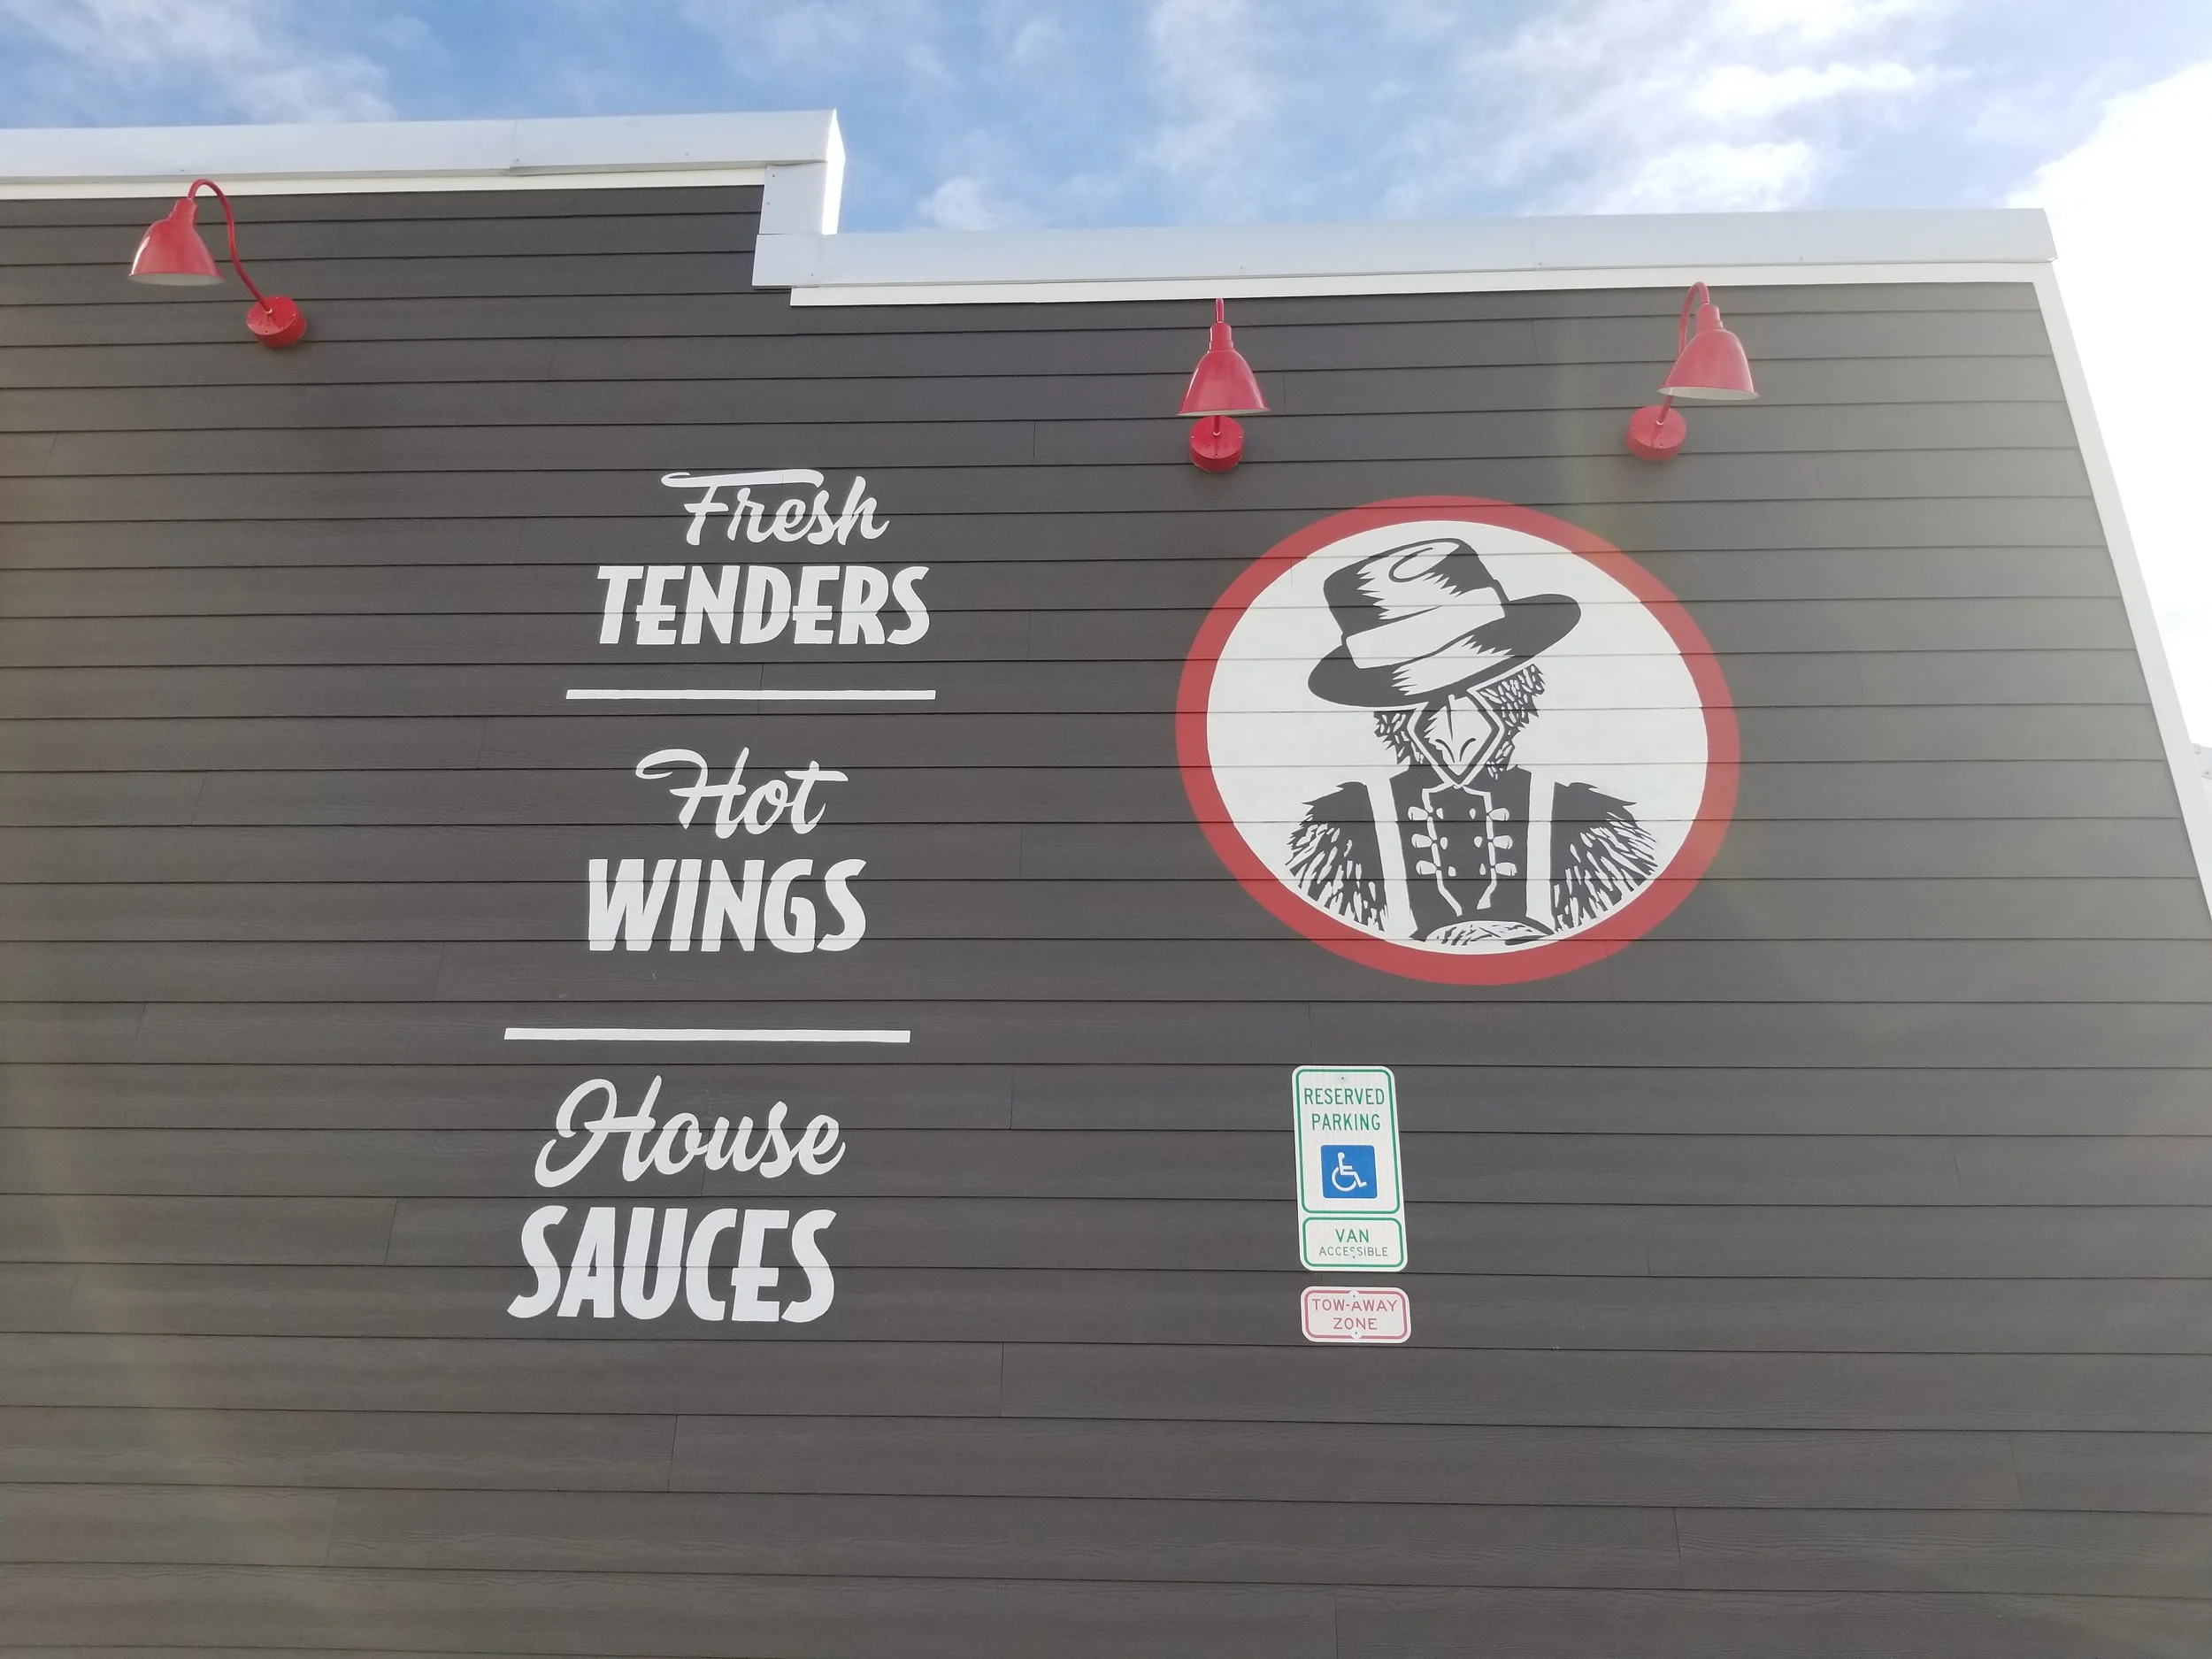 Fresh
TENDERS
Hot
WINGS
House
SAUCES
RESERVED
PARKING
VAN
ACCESSIBLE
TOW-AWAY
ZONE